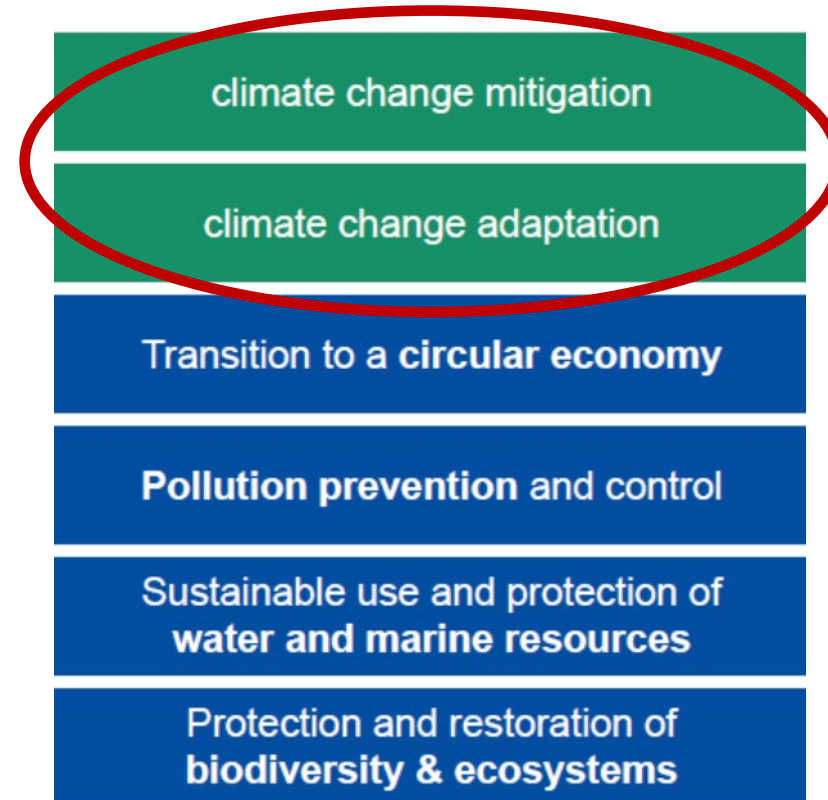 climate change mitigation
climate change adaptation
Transition to a circular economy
Pollution prevention and control
Sustainable use and protection of
water and marine resources
Protection and restoration of
biodiversity & ecosystems